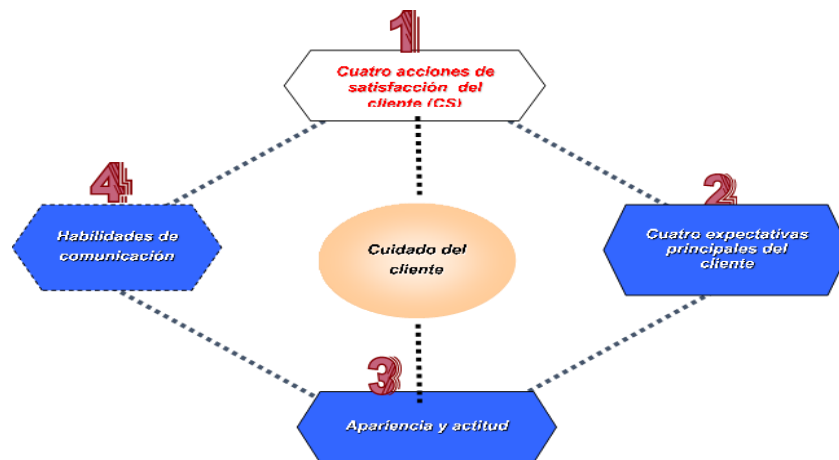 1
Cuatro acciones de
satisfacción del
cliente (CS)
4
Habilidades de
comunicación
2
Cuatro expectativas
principales del
cliente
Cuidado del
cliente
3
Apariencia y actitud